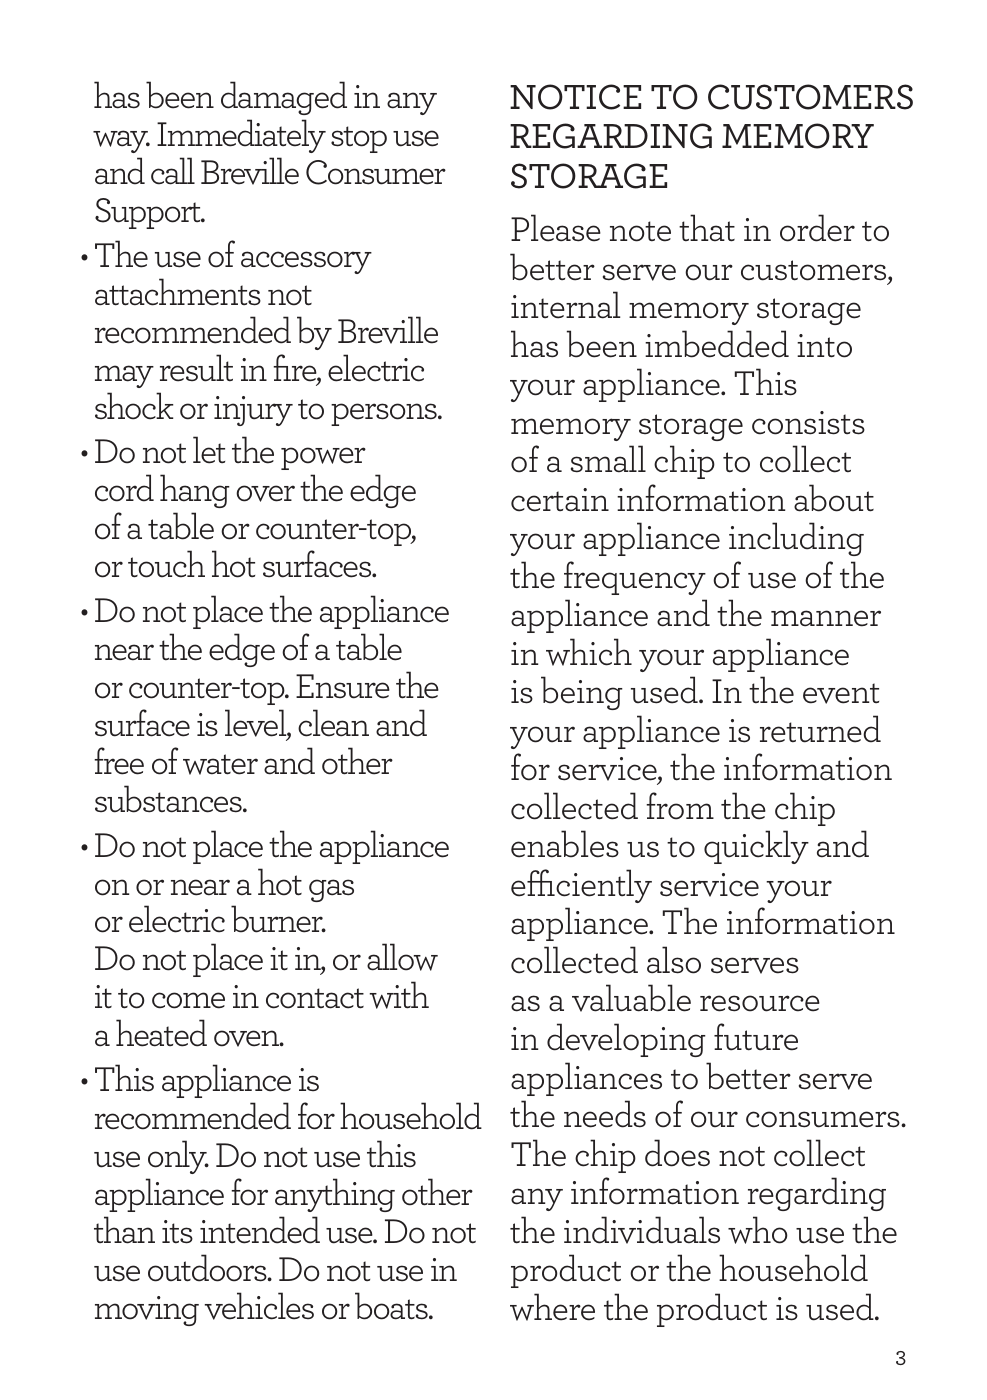 has been damaged in any
way. Immediately stop use
and call Breville Consumer
Support.
• The use of accessory
attachments not
recommended by Breville
may result in fire, electric
shock or injury to persons.
• Do not let the power
cord hang over the edge
of a table or counter-top,
or touch hot surfaces.
• Do not place the appliance
near the edge of a table
or counter-top. Ensure the
surface is level, clean and
free of water and other
substances.
• Do not place the appliance
on or near a hot gas
or electric burner.
Do not place it in, or allow
it to come in contact with
a heated oven.
• This appliance is
recommended for household
use only. Do not use this
appliance for anything other
than its intended use. Do not
use outdoors. Do not use in
moving vehicles or boats.
NOTICE TO CUSTOMERS
REGARDING MEMORY
STORAGE
Please note that in order to
better serve our customers,
internal memory storage
has been imbedded into
your appliance. This
memory storage consists
of a small chip to collect
certain information about
your appliance including
the frequency of use of the
appliance and the manner
in which your appliance
is being used. In the event
your appliance is returned
for service, the information
collected from the chip
enables us to quickly and
efficiently service your
appliance. The information
collected also serves
as a valuable resource
in developing future
appliances to better serve
the needs of our consumers.
The chip does not collect
any information regarding
the individuals who use the
product or the household
where the product is used.
3